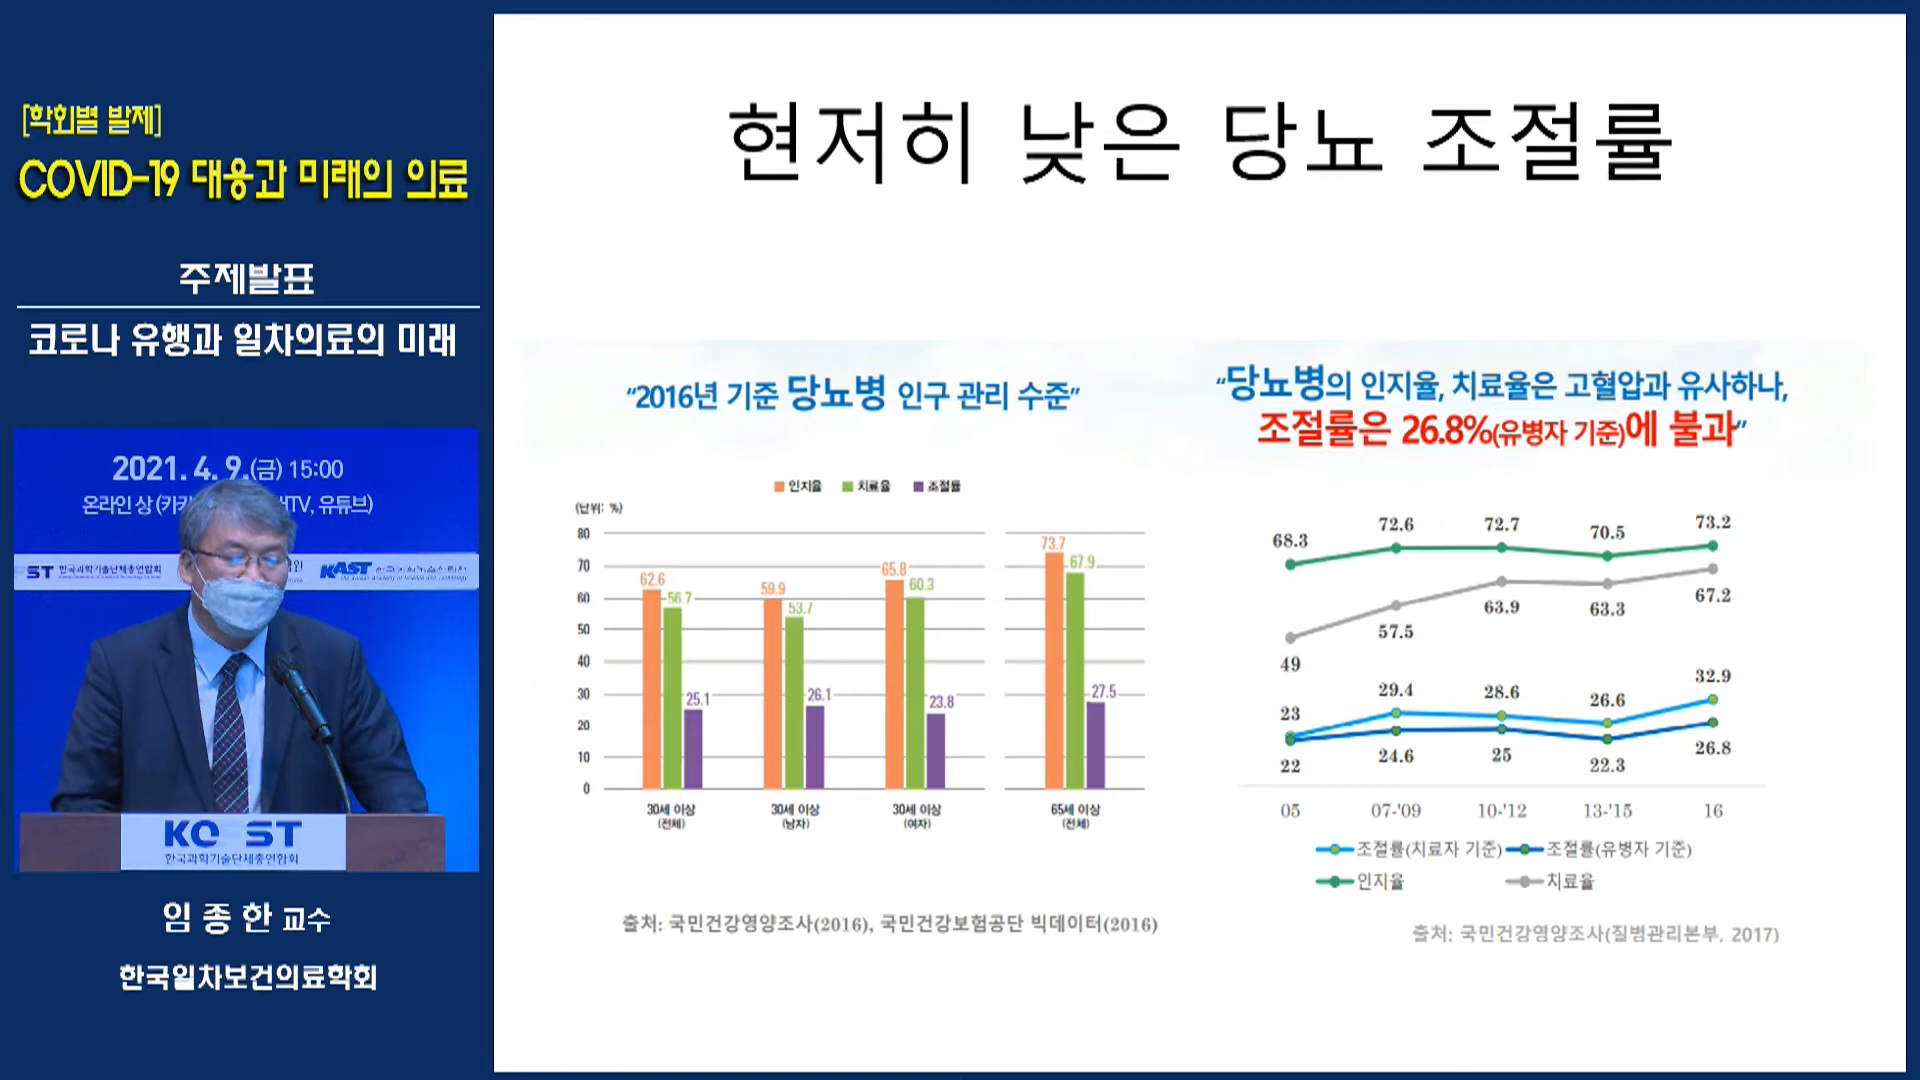 [학회별 발제]
COVID-19 대응과 미래의 의료
주제발표
코로나 유행과 일차의료의 미래
2021. 4. 9.(금) 15:00
온라인 상 (카카 TV, 유튜브)
한국과학기술단체총연합회
KAST
KOFST
한국과학기술단체총연합회
임 종 한 교수
한국일차보건의료학회
현저히 낮은 당뇨 조절률
“2016년 기준 당뇨병 인구 관리 수준”
인지율 치료율 조절률
(단위: %)
80
70
60
50
40
30
20
10
0
62.6 56.7 25.1
59.9 53.7 26.1
65.8 60.3 23.8
73.7 67.9 27.5
30세 이상 30세 이상 30세 이상 65세 이상
(전체) (남자) (여자) (전체)
출처: 국민건강영양조사(2016), 국민건강보험공단 빅데이터(2016)
“당뇨병의 인지율, 치료율은 고혈압과 유사하나,
조절률은 26.8%(유병자 기준)에 불과”
68.3 72.6 72.7 70.5 73.2
49 57.5 63.9 63.3 67.2
23 29.4 28.6 26.6 32.9
22 24.6 25 22.3 26.8
05 07-'09 10-'12 13-'15 16
조절률(치료자 기준) 조절률(유병자 기준)
인지율 치료율
출처: 국민건강영양조사(질병관리본부, 2017)